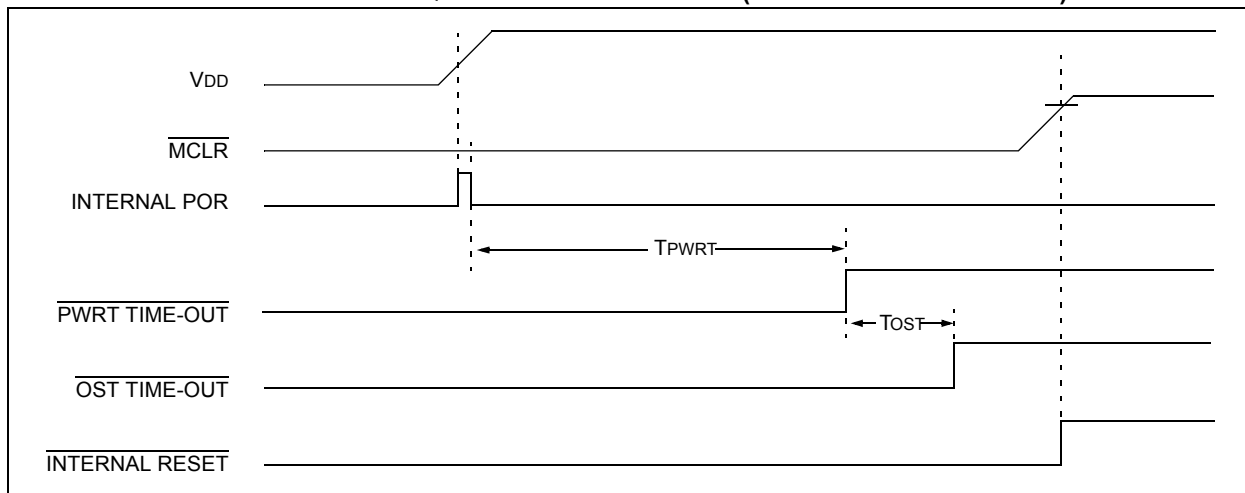 VDD
MCLR
INTERNAL POR
TPWRT
PWRT TIME-OUT
TOST
OST TIME-OUT
INTERNAL RESET